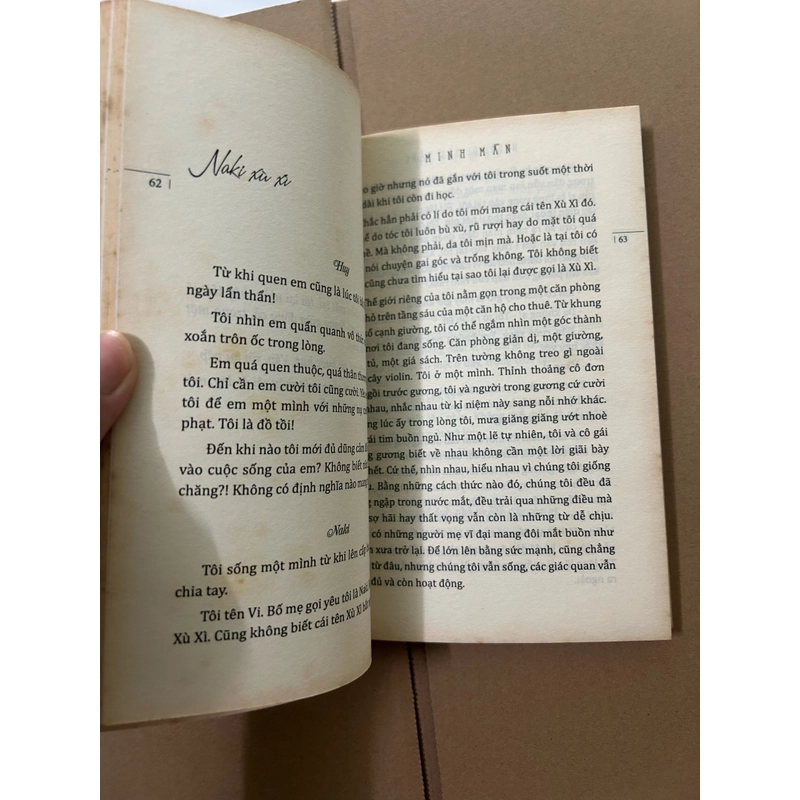 62
Naki xù xì
Huy
Từ khi quen em cũng là lúc tôi
ngày lẩn thẩn!
Tôi nhìn em quẩn quanh vô
xoắn trôn ốc trong lòng.
Em quá quen thuộc, quá thân
tôi. Chỉ cần em cười tôi cũng cười.
tôi để em một mình với những nụ
phạt. Tôi là đồ tồi!
Đến khi nào tôi mới đủ dũng cảm
vào cuộc sống của em? Không biết
chăng?! Không có định nghĩa nào
©Naki
Tôi sống một mình từ khi lên cấp
chia tay.
Tôi tên Vi. Bố mẹ gọi yêu tôi là Naki.
Xù Xì. Cũng không biết cái tên Xù Xì
MINH MẪN
63
giờ nhưng nó đã gắn với tôi trong suốt một thời
dài khi tôi còn đi học.
hẳn phải có lí do tôi mới mang cái tên Xù Xì đó.
do tóc tôi luôn bù xù, rũ rượi hay do mặt tôi quá
Mà không phải, da tôi mịn mà. Hoặc là tại tôi có
nói chuyện gai góc và trống không. Tôi không biết
cũng chưa tìm hiểu tại sao tôi lại được gọi là Xù Xì.
giới riêng của tôi nằm gọn trong một căn phòng
trên tầng sáu của một căn hộ cho thuê. Từ khung
cạnh giường, tôi có thể ngắm nhìn một góc thành
nơi tôi đang sống. Căn phòng giản dị, một giường,
tủ, một giá sách. Trên tường không treo gì ngoài
cây violin. Tôi ở một mình. Thỉnh thoảng cô đơn
trước gương, tôi và người trong gương cứ cười
nhau, nhắc nhau từ kỉ niệm này sang nỗi nhớ khác.
lúc ấy trong lòng tôi, mưa giăng giăng ướt nhoè
tim buồn ngủ. Như một lẽ tự nhiên, tôi và cô gái
gương biết về nhau không cần một lời giãi bày
hết. Cứ thế, nhìn nhau, hiểu nhau vì chúng tôi giống
Bằng những cách thức nào đó, chúng tôi đều đã
ngập trong nước mắt, đều trải qua những điều mà
sợ hãi hay thất vọng vẫn còn là những từ dễ chịu.
có những người mẹ vĩ đại mang đôi mắt buồn như
xưa trở lại. Để lớn lên bằng sức mạnh, cũng chẳng
từ đâu, nhưng chúng tôi vẫn sống, các giác quan vẫn
đủ và còn hoạt động.